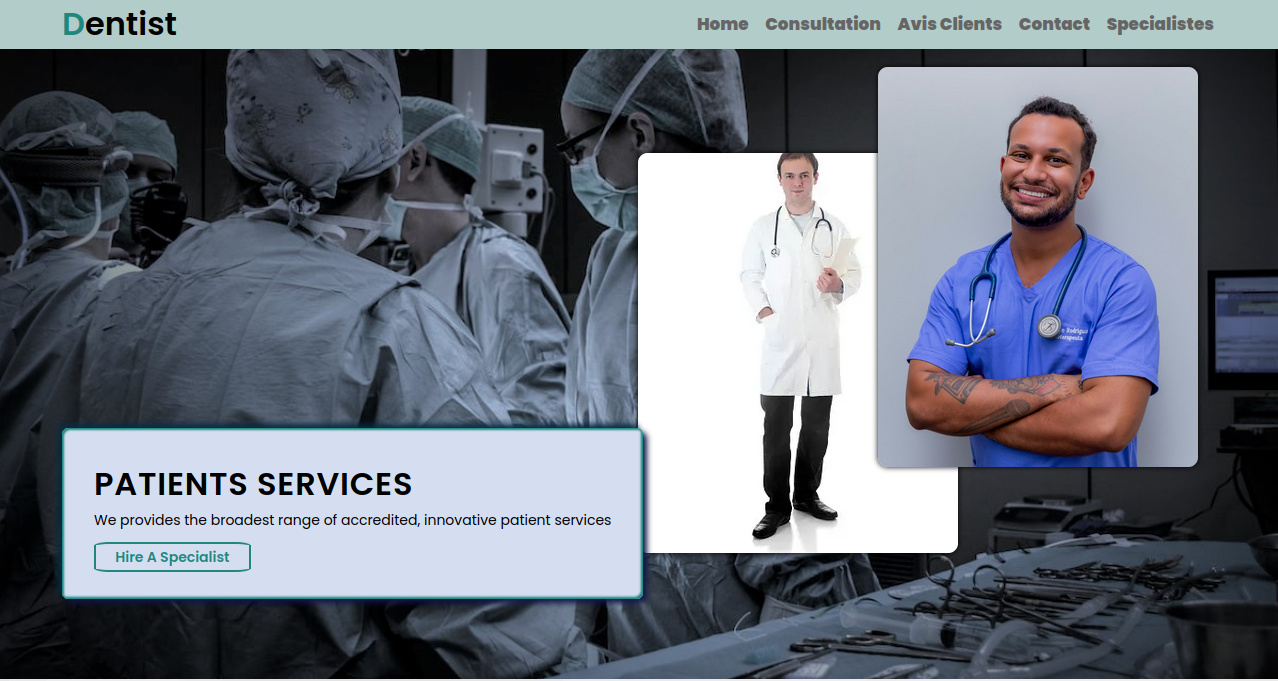 Dentist
Home Consultation Avis Clients Contact Specialistes
PATIENTS SERVICES
We provides the broadest range of accredited, innovative patient services
Hire A Specialist